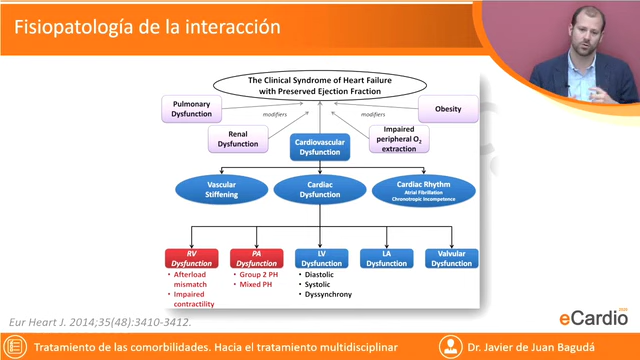 Fisiopatología de la interacción
The Clinical Syndrome of Heart Failure
with Preserved Ejection Fraction
Pulmonary
Dysfunction
Obesity
modifiers
modifiers
Renal
Dysfunction
Cardiovascular
Dysfunction
Impaired
peripheral O₂
extraction
Vascular
Stiffening
Cardiac
Dysfunction
Cardiac Rhythm
Atrial Fibrillation
Chronotropic Incompetence
RV
Dysfunction
• Afterload
mismatch
• Impaired
contractility
PA
Dysfunction
• Group 2 PH
• Mixed PH
LV
Dysfunction
• Diastolic
• Systolic
• Dyssynchrony
LA
Dysfunction
Valvular
Dysfunction
Eur Heart J. 2014;35(48):3410-3412.
eCardio
Tratamiento de las comorbilidades. Hacia el tratamiento multidisciplinar
Dr. Javier de Juan Bagudá